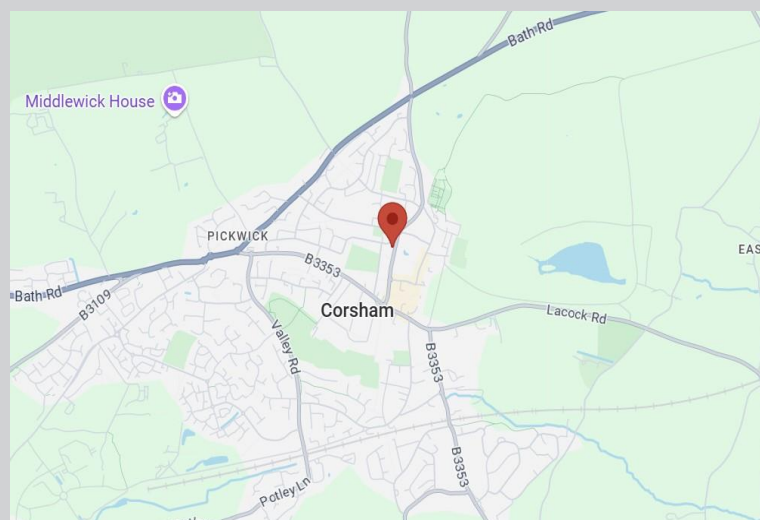 Bath Rd
Middlewick House
PICKWICK
EAS
B3353
Bath Rd
B3109
Corsham
Lacock Rd
Valley Rd
B3353
B3353
Potley Ln